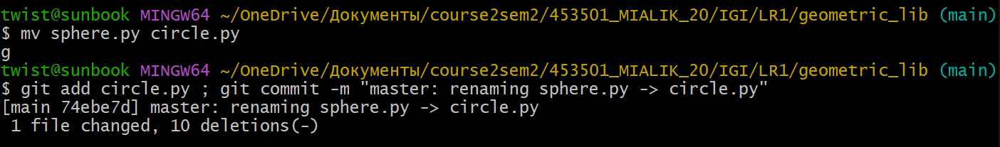 twist@sunbook MINGW64 ~/OneDrive/Документы/course2sem2/453501_MIALIK_20/IGI/LR1/geometric_lib (main)
$ mv sphere.py circle.py
g
twist@sunbook MINGW64 ~/OneDrive/Документы/course2sem2/453501_MIALIK_20/IGI/LR1/geometric_lib (main)
$ git add circle.py ; git commit -m "master: renaming sphere.py -> circle.py"
[main 74ebe7d] master: renaming sphere.py -> circle.py
 1 file changed, 10 deletions(-)